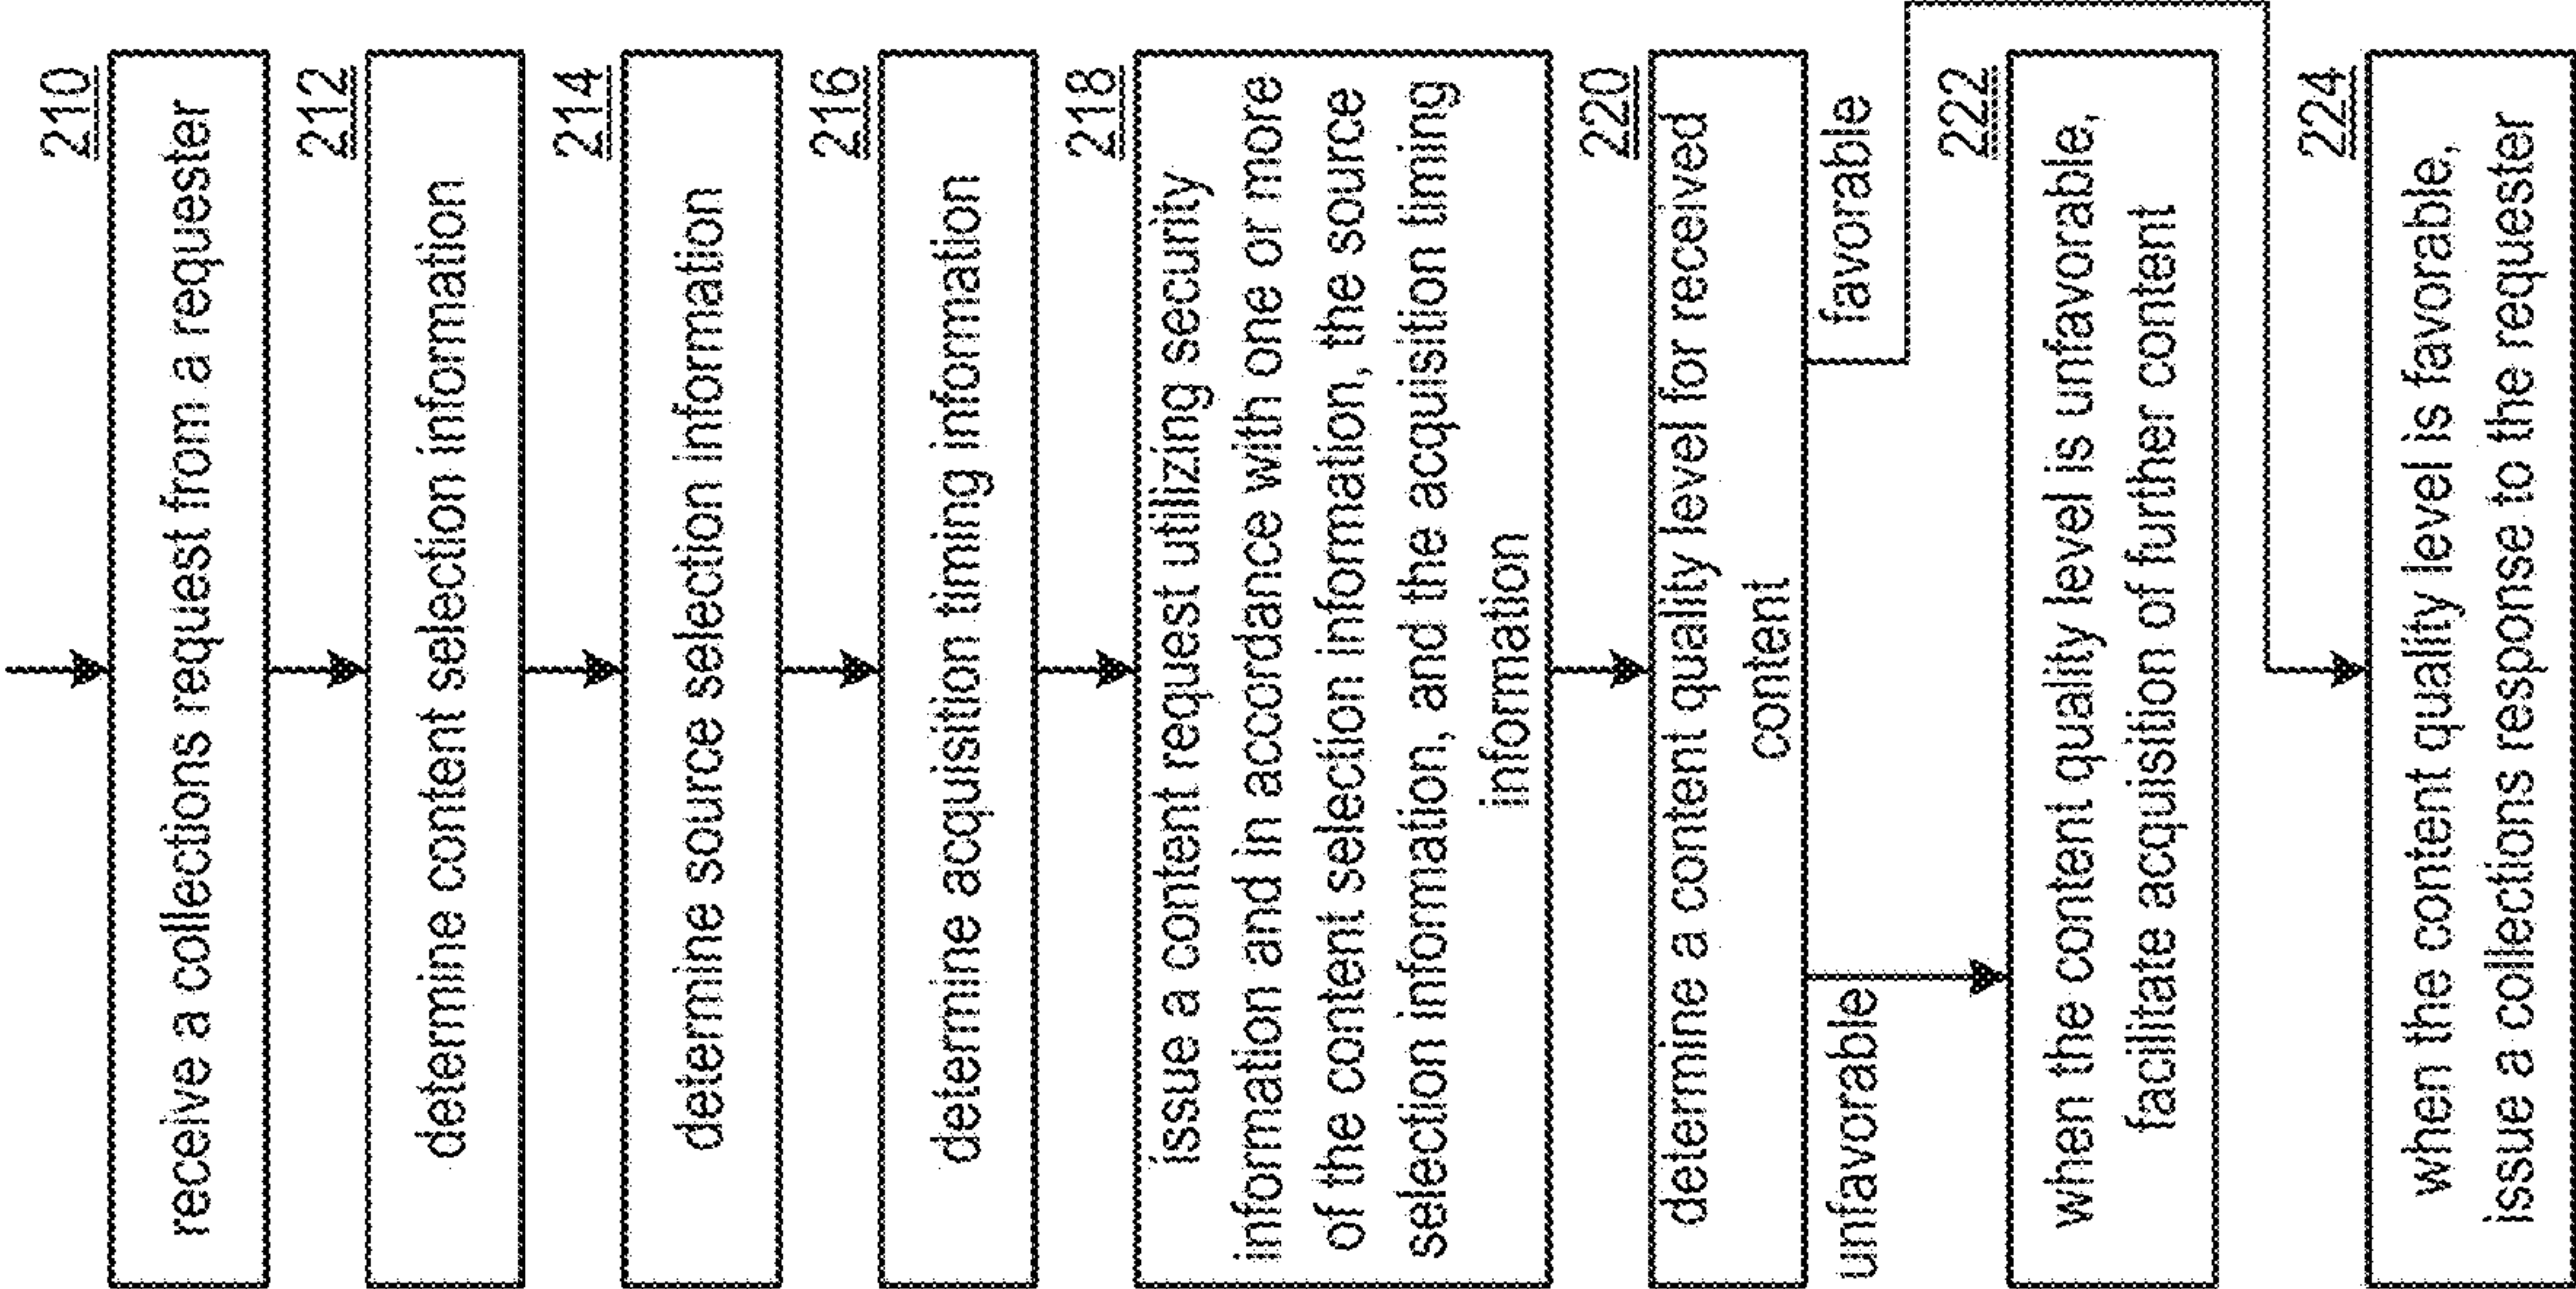 210
receive a collections request from a requester
212
determine content selection information
214
determine source selection information
216
determine acquisition timing information
218
issue a content request utilizing security
information and in accordance with one or more
of the content selection information, the source
selection information, and the acquisition timing
information
220
determine a content quality level for received
content
unfavorable
favorable
222
when the content quality level is unfavorable,
facilitate acquisition of further content
224
when the content quality level is favorable,
issue a collections response to the requester